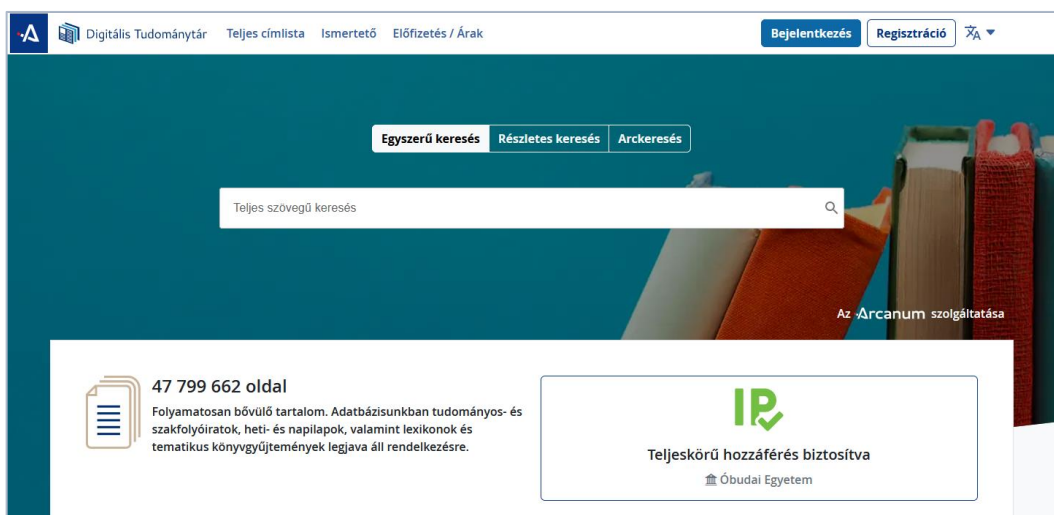 Digitális Tudománytár Teljes címlista Ismertető Előfizetés / Árak Bejelentkezés Regisztráció
Egyszerű keresés Részletes keresés Arckeresés
Teljes szövegű keresés
Az Arcanum szolgáltatása
47 799 662 oldal
Folyamatosan bővülő tartalom. Adatbázisunkban tudományos- és
szakfolyóiratok, heti- és napilapok, valamint lexikonok és
tematikus könyvgyűjtemények legjava áll rendelkezésre.
IP
Teljeskörű hozzáférés biztosítva
Óbudai Egyetem